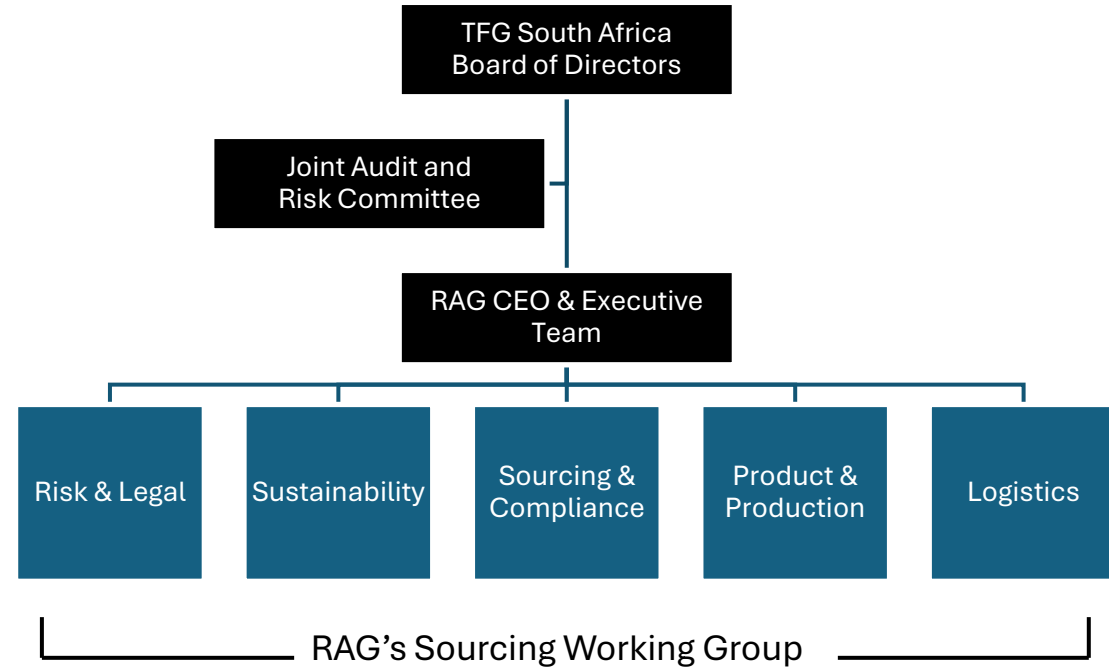 TFG South Africa
Board of Directors
Joint Audit and
Risk Committee
RAG CEO & Executive
Team
Risk & Legal
Sustainability
Sourcing &
Compliance
Product &
Production
Logistics
RAG’s Sourcing Working Group